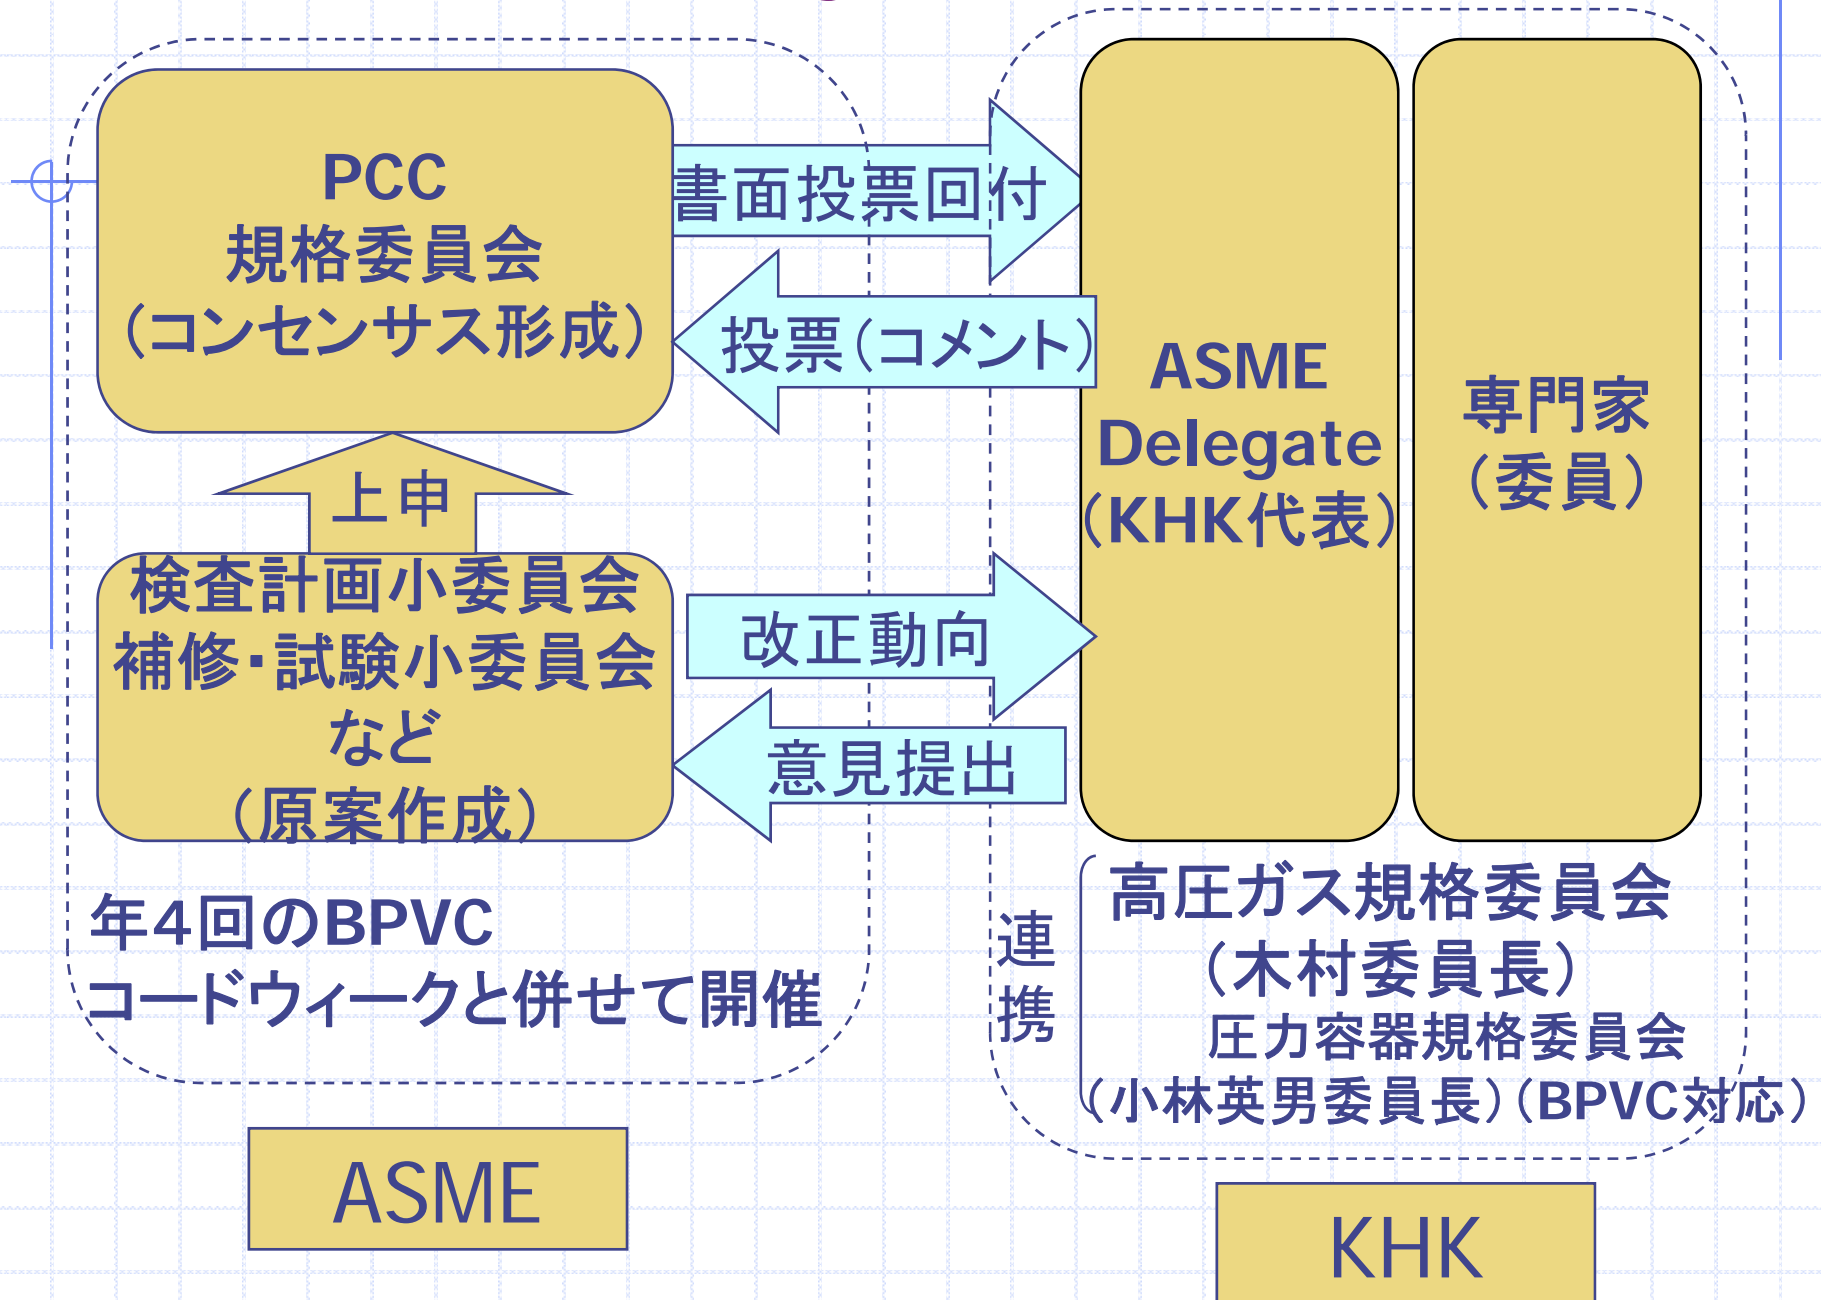 PCC
規格委員会
（コンセンサス形成）
書面投票回付
投票（コメント）
上申
検査計画小委員会
補修・試験小委員会
など
（原案作成）
改正動向
意見提出
年４回のBPVC
コードウィークと併せて開催
ASME
ASME
Delegate
（KHK代表）
専門家
（委員）
連携
高圧ガス規格委員会
（木村委員長）
圧力容器規格委員会
（小林英男委員長）（BPVC対応）
KHK